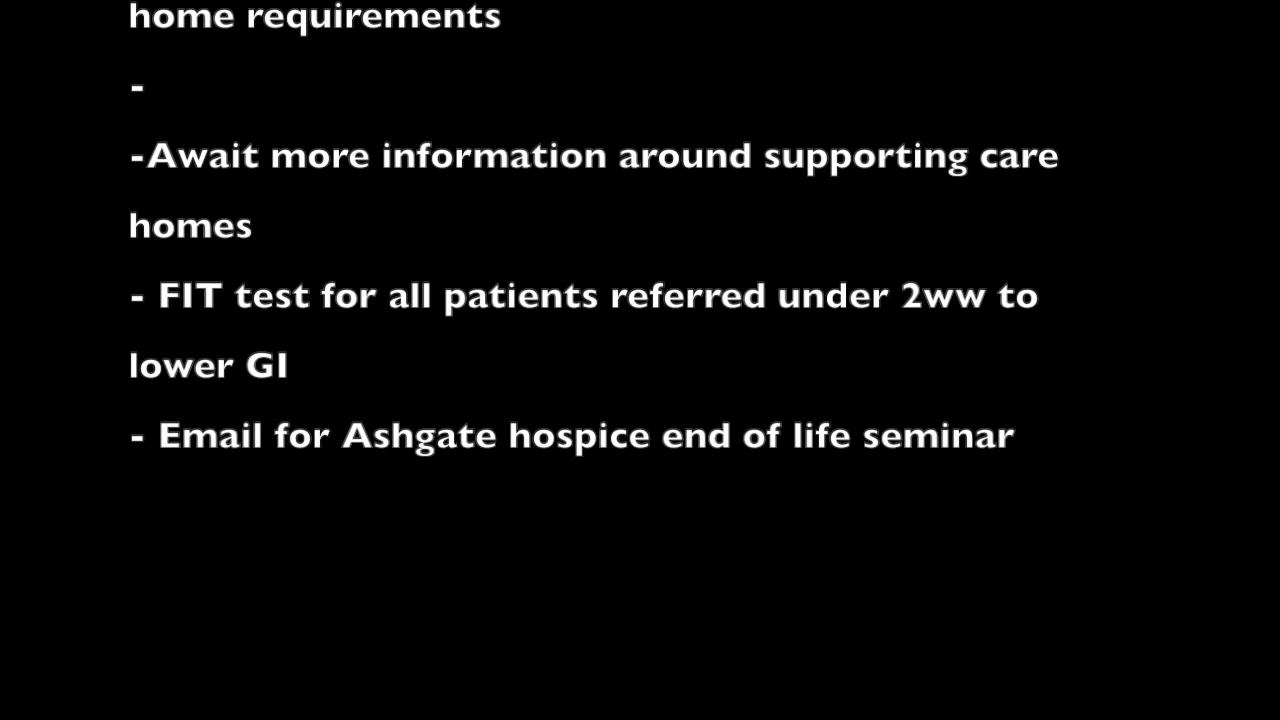 home requirements
-
-Await more information around supporting care
homes
- FIT test for all patients referred under 2ww to
lower GI
- Email for Ashgate hospice end of life seminar